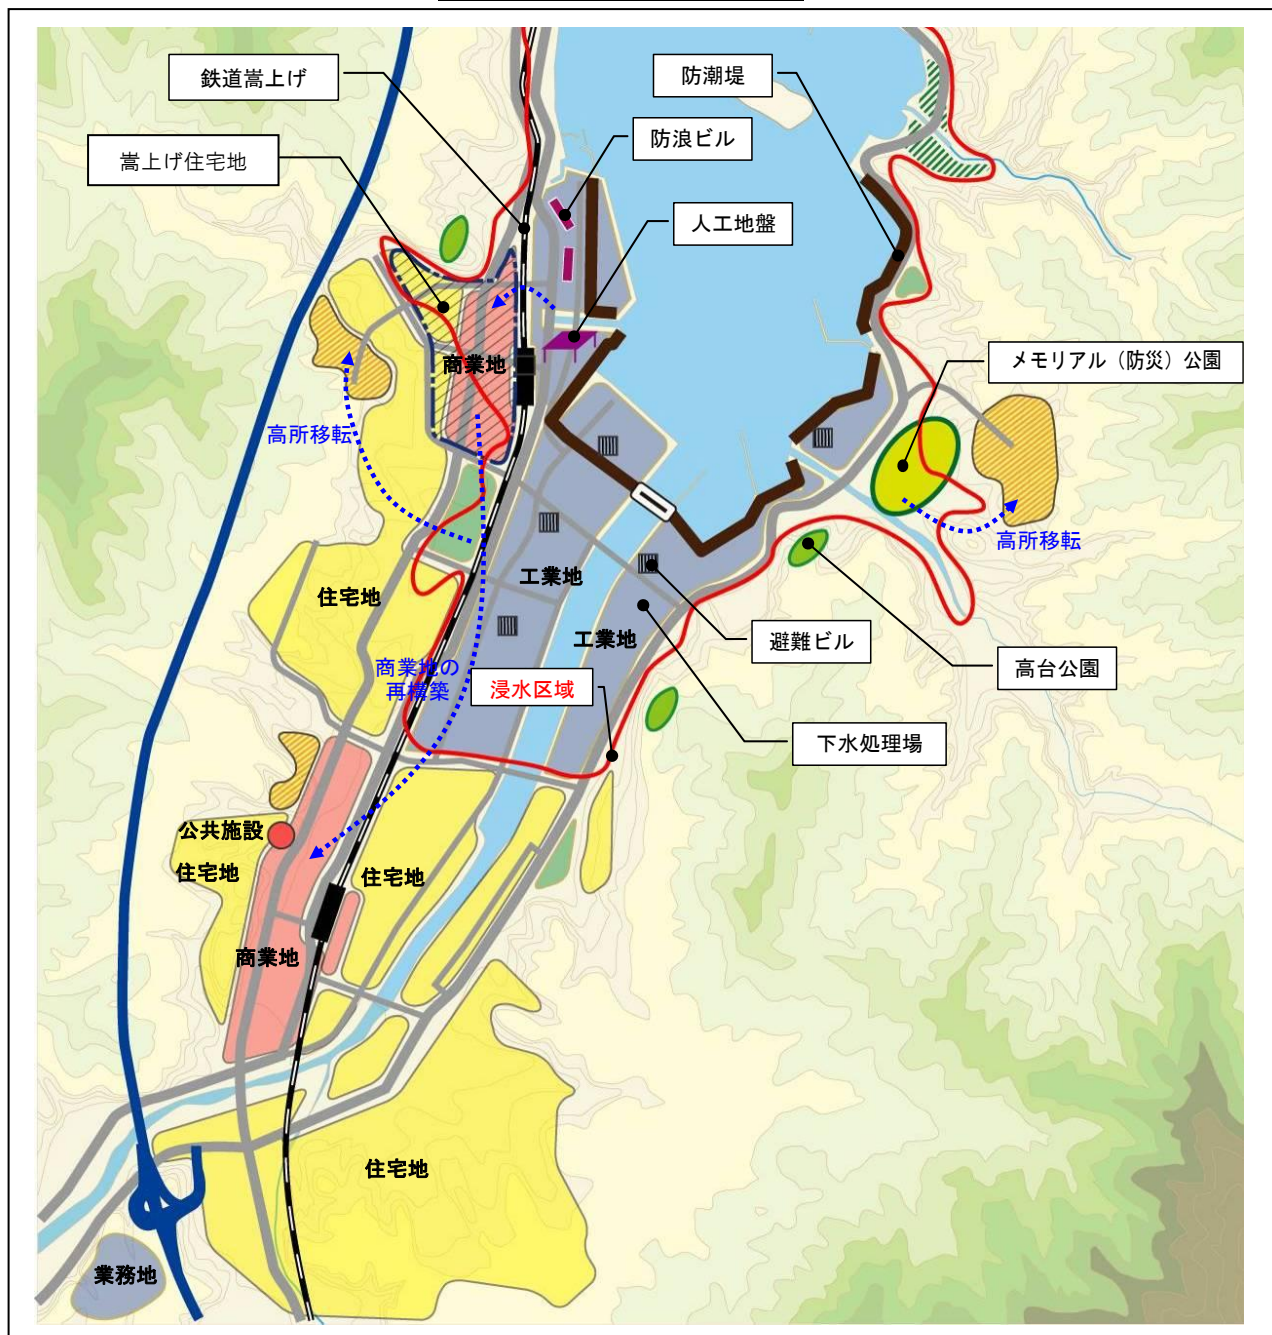 鉄道嵩上げ
防潮堤
防浪ビル
嵩上げ住宅地
人工地盤
商業地
メモリアル（防災）公園
高所移転
高所移転
工業地
住宅地
工業地
避難ビル
高台公園
商業地の
再構築
浸水区域
下水処理場
公共施設
住宅地
住宅地
商業地
住宅地
業務地